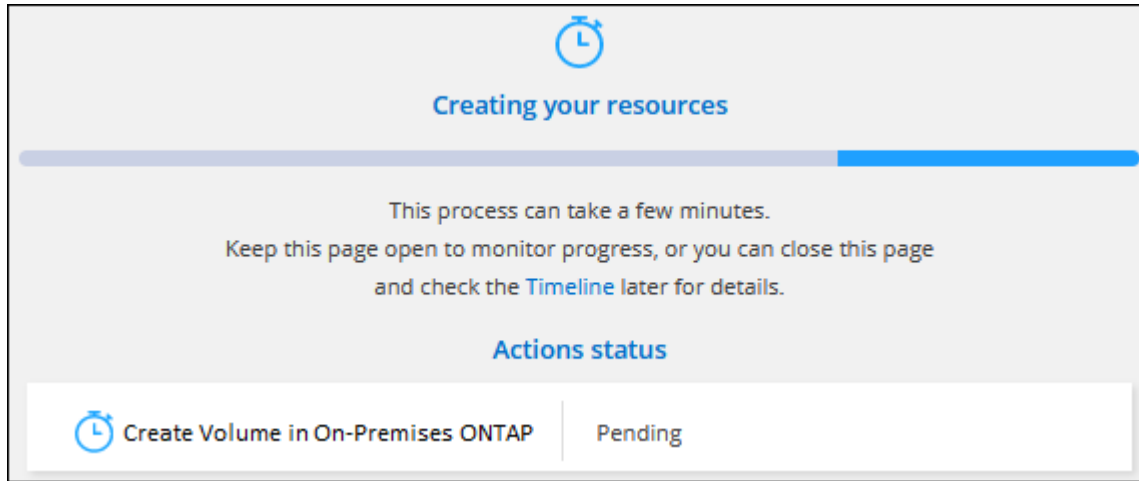 Creating your resources
This process can take a few minutes.
Keep this page open to monitor progress, or you can close this page
and check the Timeline later for details.
Actions status
Create Volume in On-Premises ONTAP Pending